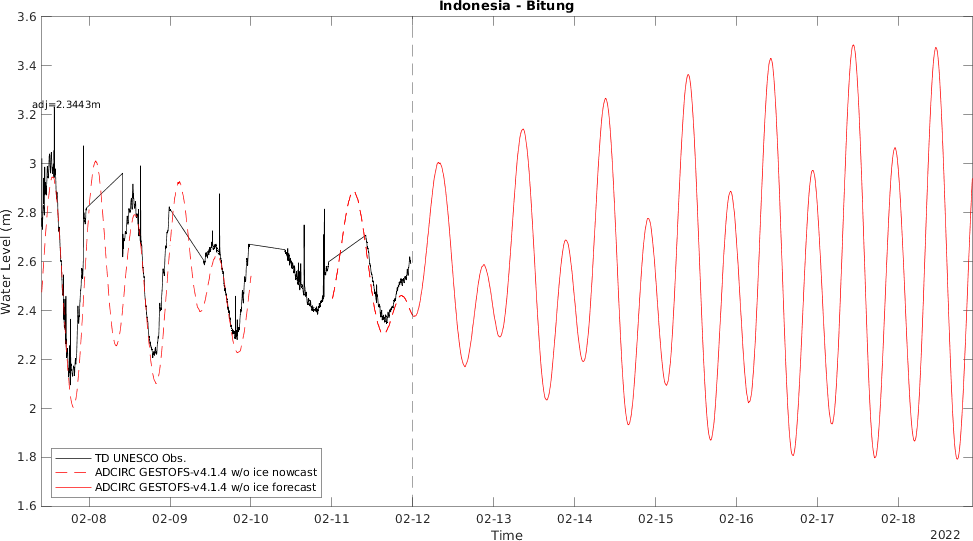 Indonesia - Bitung
3.6
3.4
3.2
3
2.8
2.6
2.4
2.2
2
1.8
1.6
Water Level (m)
adj=2.3443m
TD UNESCO Obs.
ADCIRC GESTOFS-v4.1.4 w/o ice nowcast
ADCIRC GESTOFS-v4.1.4 w/o ice forecast
02-08 02-09 02-10 02-11 02-12 02-13 02-14 02-15 02-16 02-17 02-18
Time
2022